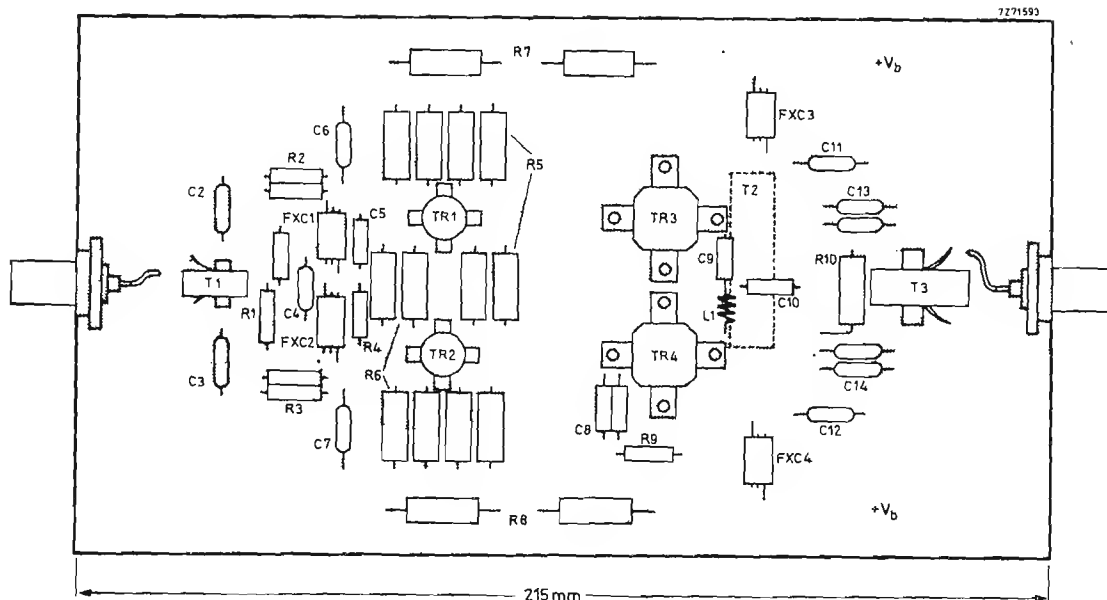 7Z71593
R7
+Vb
FXC3
C6
C11
R2
R5
T2
C2
C13
TR1
TR3
FXC1
C5
C9
R10
T1
T3
C10
R1
C4
L1
FXC2
R4
TR2
TR4
C3
R6
C14
R3
C7
C8
R9
C12
FXC4
R8
+Vb
215 mm